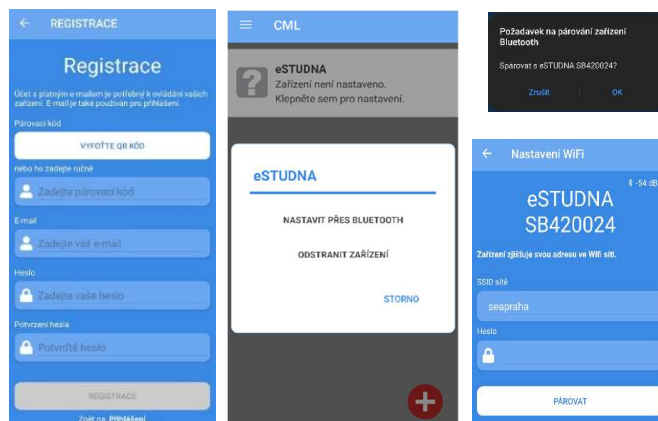 REGISTRACE
Registrace
Účet s platným e-mailem je potřebný k ovládání vašich
zařízení. E-mail je také používán pro přihlášení.
Párovací kód
VYFOŤTE QR KÓD
nebo ho zadejte ručně
Zadejte párovací kód
E-mail
Zadejte váš e-mail
Heslo
Zadejte vaše heslo
Potvrzení hesla
Potvrďtě heslo
REGISTRACE
Zpět na Přihlášení
CML
eSTUDNA
Zařízení není nastaveno.
Klepněte sem pro nastavení.
eSTUDNA
NASTAVIT PŘES BLUETOOTH
ODSTRANIT ZAŘÍZENÍ
STORNO
Požadavek na párování zařízení
Bluetooth
Spárovat s eSTUDNA SB420024?
Zrušit
OK
Nastavení WiFi
-54 dB
eSTUDNA
SB420024
Zařízení zjišťuje svou adresu ve Wifi síti.
SSID sítě
seapraha
Heslo
PÁROVAT